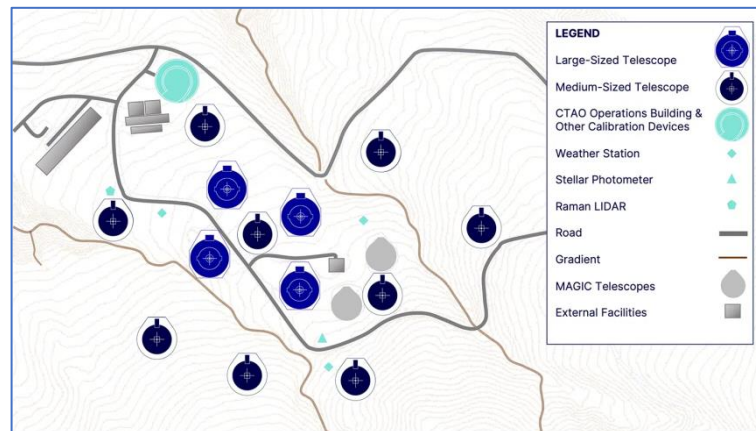 LEGEND
Large-Sized Telescope
Medium-Sized Telescope
CTAO Operations Building &
Other Calibration Devices
Weather Station
Stellar Photometer
Raman LIDAR
Road
Gradient
MAGIC Telescopes
External Facilities